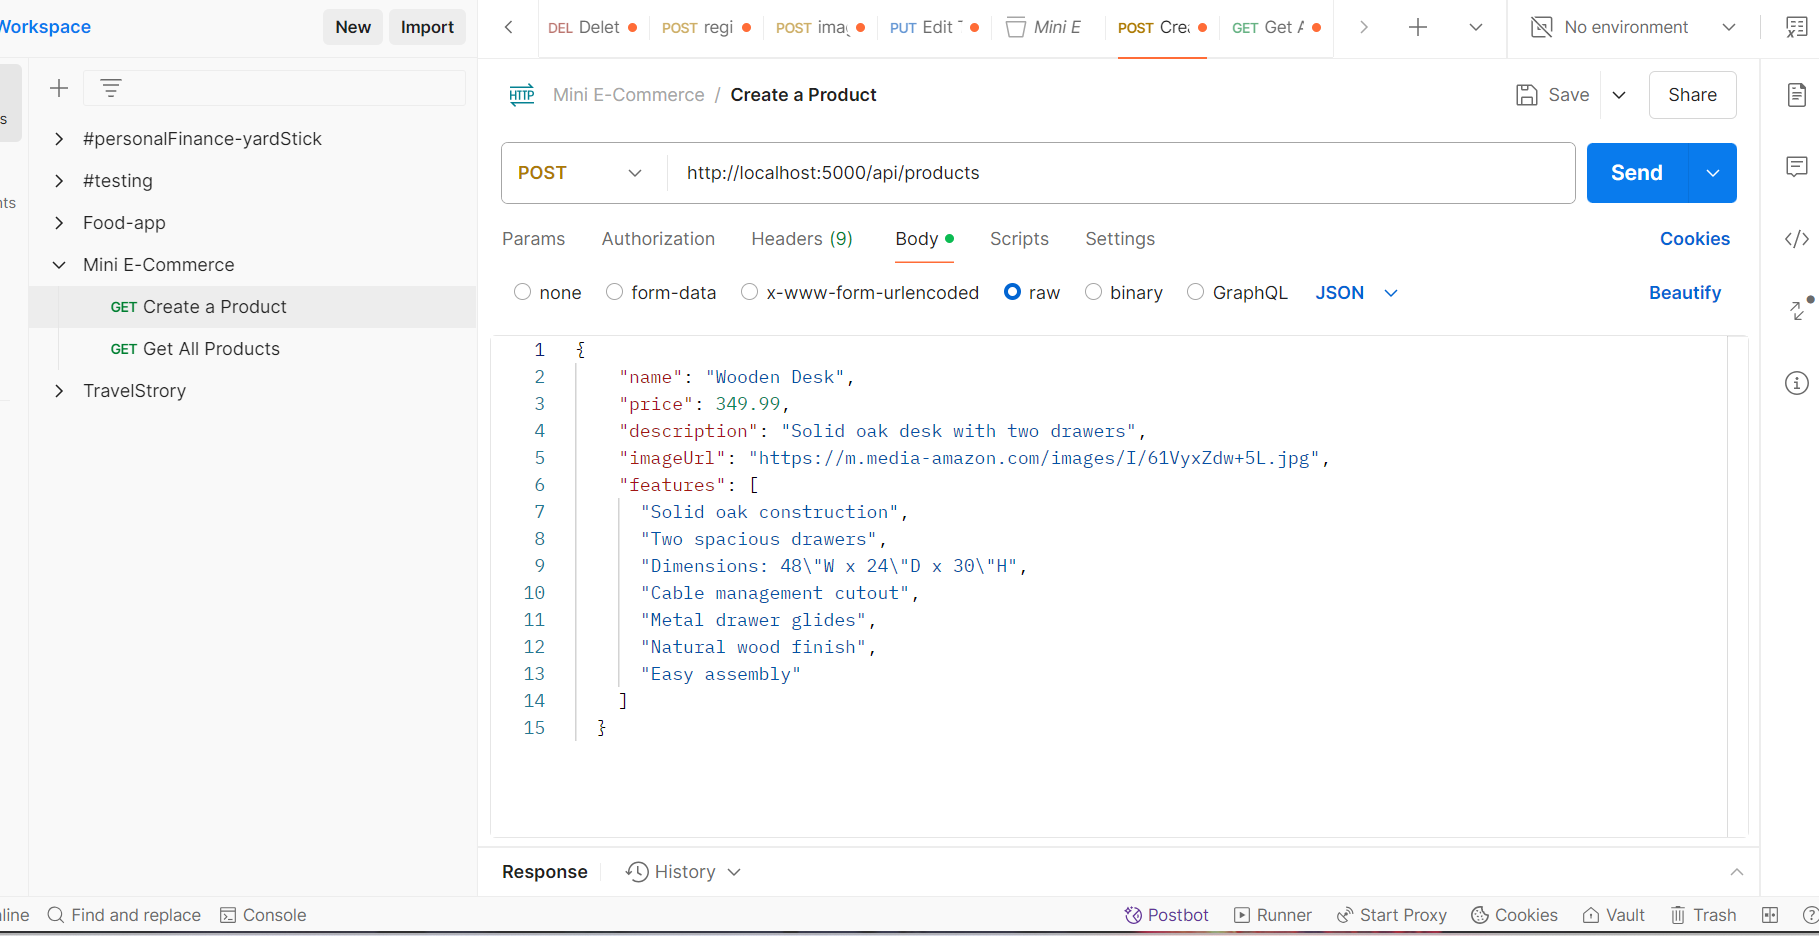 Workspace
New
Import
DEL Delet
POST regi
POST ima
PUT Edit
Mini E
POST Cre
GET Get A
No environment
s
nts
#personalFinance-yardStick
#testing
Food-app
Mini E-Commerce
GET Create a Product
GET Get All Products
TravelStrory
HTTP Mini E-Commerce / Create a Product
Save
Share
POST
http://localhost:5000/api/products
Send
Params
Authorization
Headers (9)
Body
Scripts
Settings
Cookies
none
form-data
x-www-form-urlencoded
raw
binary
GraphQL
JSON
Beautify
1 {
2 "name": "Wooden Desk",
3 "price": 349.99,
4 "description": "Solid oak desk with two drawers",
5 "imageUrl": "https://m.media-amazon.com/images/I/61VyxZdw+5L.jpg",
6 "features": [
7 "Solid oak construction",
8 "Two spacious drawers",
9 "Dimensions: 48\"W x 24\"D x 30\"H",
10 "Cable management cutout",
11 "Metal drawer glides",
12 "Natural wood finish",
13 "Easy assembly"
14 ]
15 }
Response
History
line
Find and replace
Console
Postbot
Runner
Start Proxy
Cookies
Vault
Trash